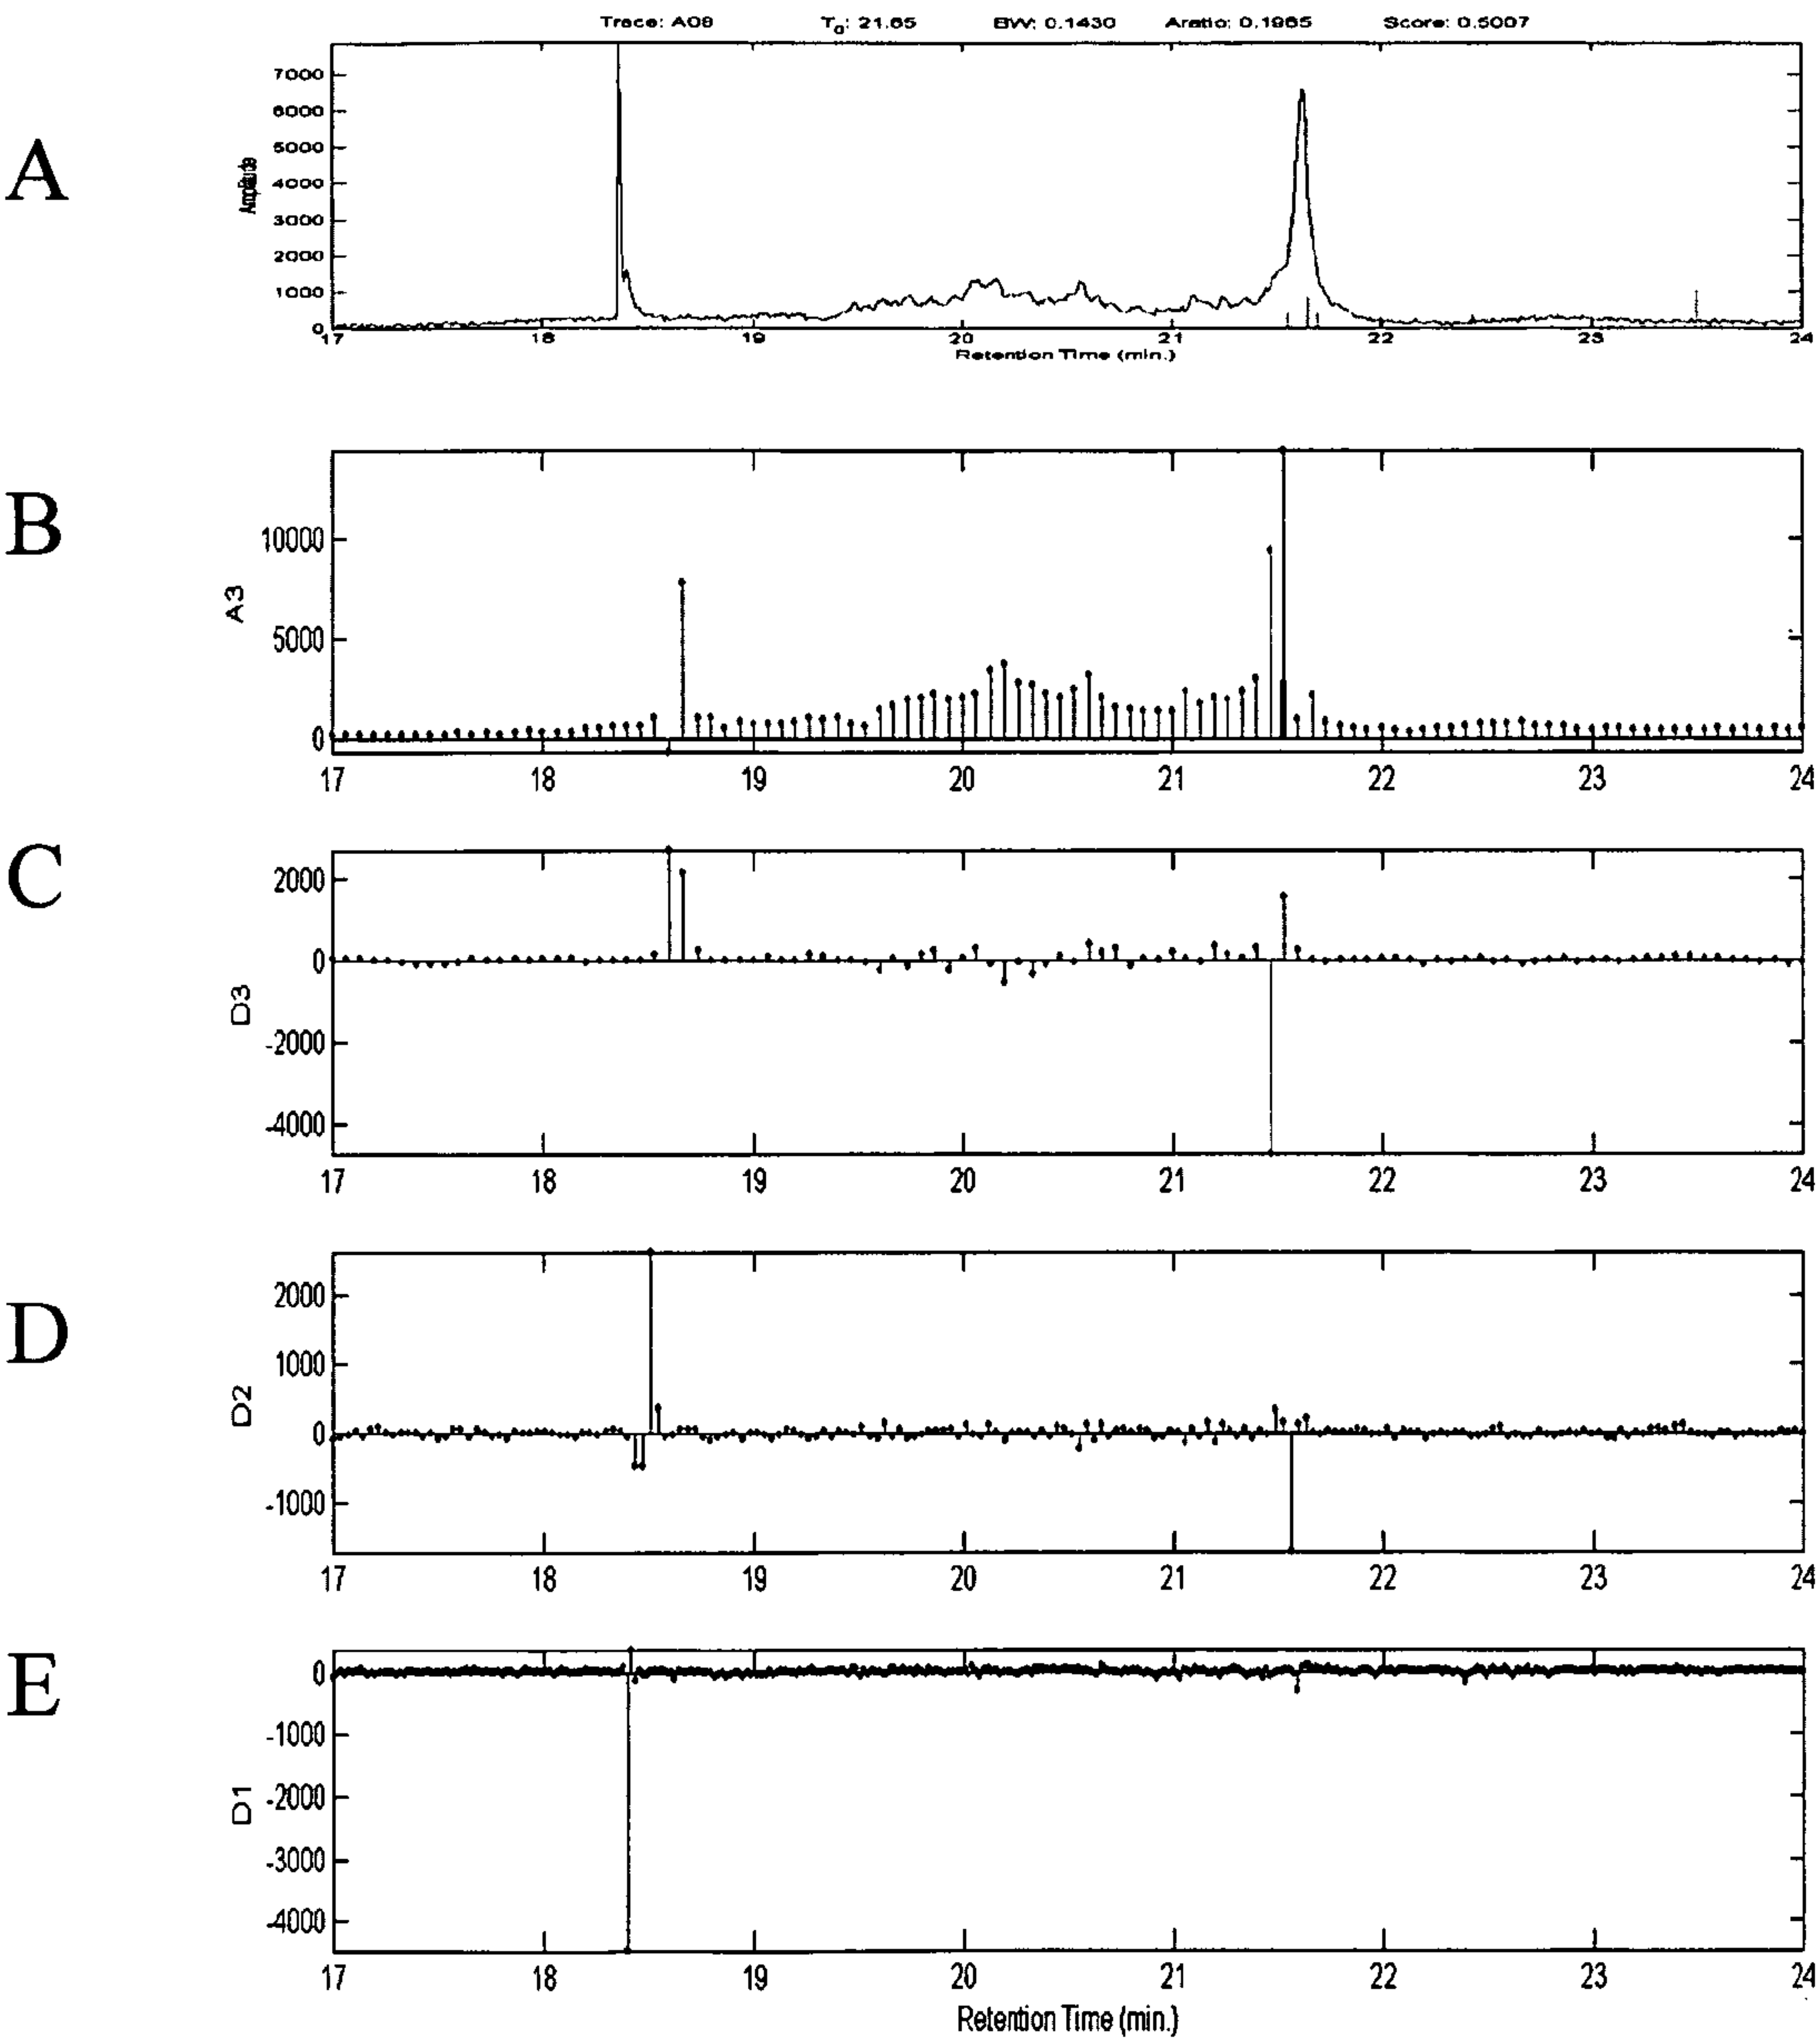 Trace: A09 T0: 21.65 BW: 0.1430 Aratio: 0.1965 Score: 0.5007
A
Amplitude
7000
6000
5000
4000
3000
2000
1000
0
17 18 19 20 21 22 23 24
Retention Time (min.)
B
A3
10000
5000
0
17 18 19 20 21 22 23 24
C
D3
2000
0
-2000
-4000
17 18 19 20 21 22 23 24
D
D2
2000
1000
0
-1000
17 18 19 20 21 22 23 24
E
D1
0
-1000
-2000
-3000
-4000
17 18 19 20 21 22 23 24
Retention Time (min.)